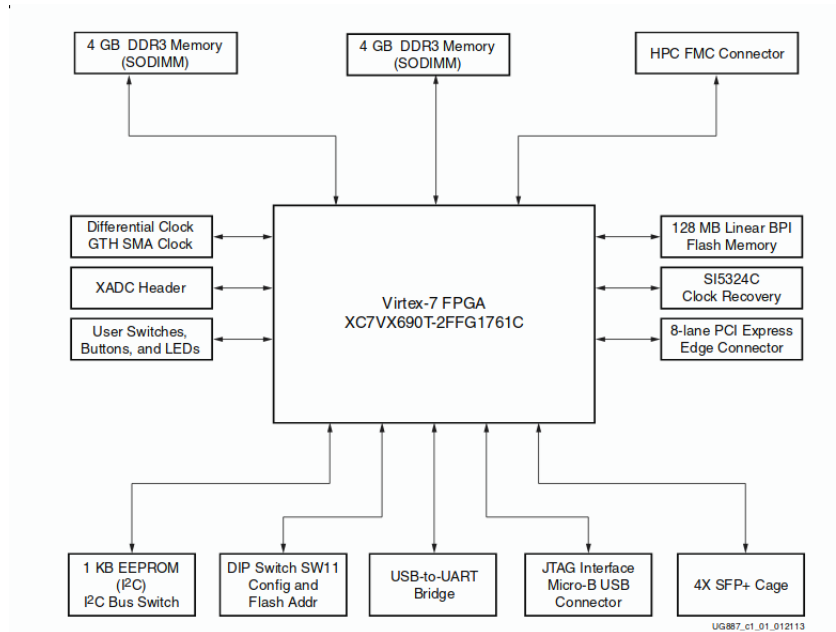 4 GB DDR3 Memory
(SODIMM)
4 GB DDR3 Memory
(SODIMM)
HPC FMC Connector
Differential Clock
GTH SMA Clock
XADC Header
User Switches,
Buttons, and LEDs
Virtex-7 FPGA
XC7VX690T-2FFG1761C
128 MB Linear BPI
Flash Memory
SI5324C
Clock Recovery
8-lane PCI Express
Edge Connector
1 KB EEPROM
(I²C)
I²C Bus Switch
DIP Switch SW11
Config and
Flash Addr
USB-to-UART
Bridge
JTAG Interface
Micro-B USB
Connector
4X SFP+ Cage
UG887_c1_01_012113